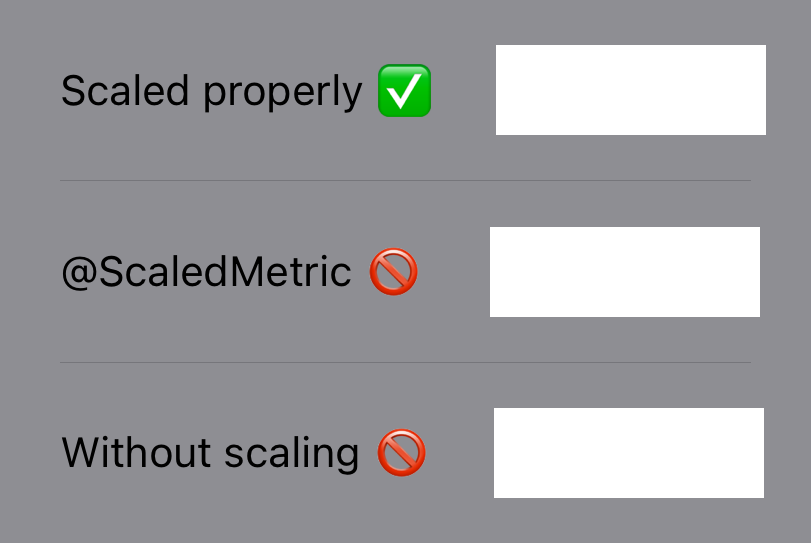 Scaled properly ✅
@ScaledMetric 🚫
Without scaling 🚫